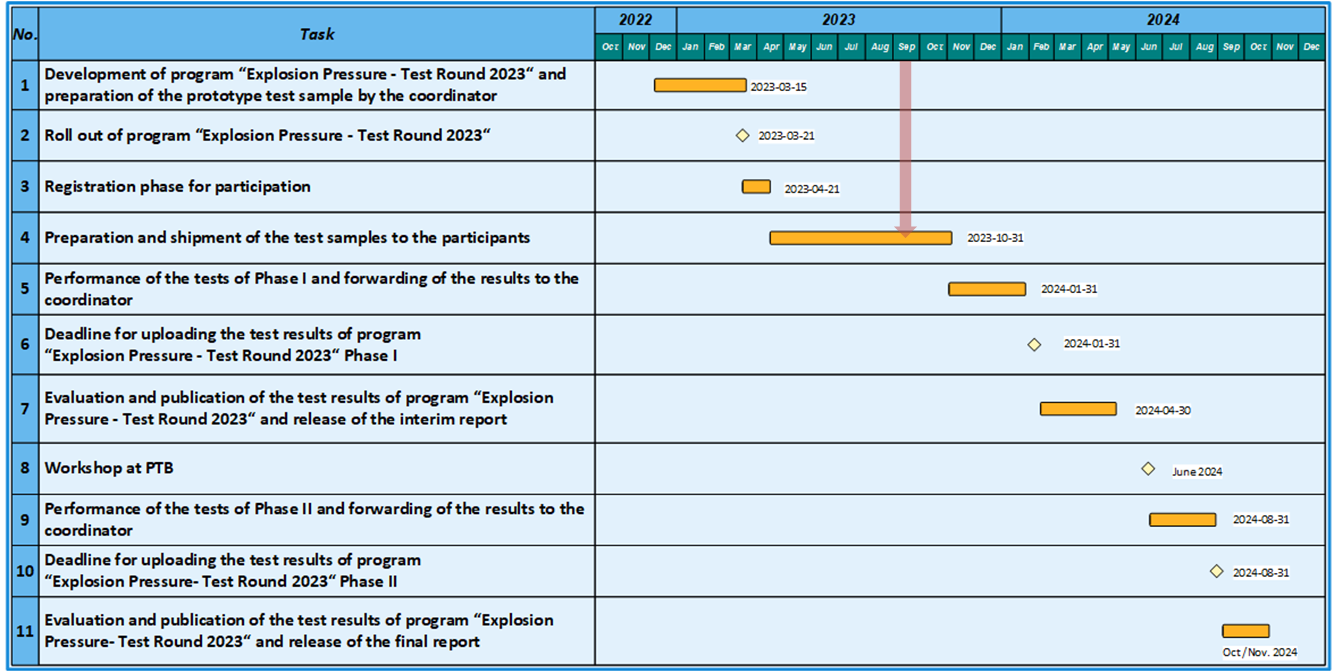 No. Task 2022 2023 2024
Oct Nov Dec Jan Feb Mar Apr May Jun Jul Aug Sep Oct Nov Dec Jan Feb Mar Apr May Jun Jul Aug Sep Oct Nov Dec
1 Development of program “Explosion Pressure - Test Round 2023“ and
preparation of the prototype test sample by the coordinator
2023-03-15
2 Roll out of program “Explosion Pressure - Test Round 2023“
2023-03-21
3 Registration phase for participation
2023-04-21
4 Preparation and shipment of the test samples to the participants
2023-10-31
5 Performance of the tests of Phase I and forwarding of the results to the
coordinator
2024-01-31
6 Deadline for uploading the test results of program
“Explosion Pressure - Test Round 2023“ Phase I
2024-01-31
7 Evaluation and publication of the test results of program “Explosion
Pressure - Test Round 2023“ and release of the interim report
2024-04-30
8 Workshop at PTB
June 2024
9 Performance of the tests of Phase II and forwarding of the results to the
coordinator
2024-08-31
10 Deadline for uploading the test results of program
“Explosion Pressure- Test Round 2023“ Phase II
2024-08-31
11 Evaluation and publication of the test results of program “Explosion
Pressure- Test Round 2023“ and release of the final report
Oct/Nov. 2024